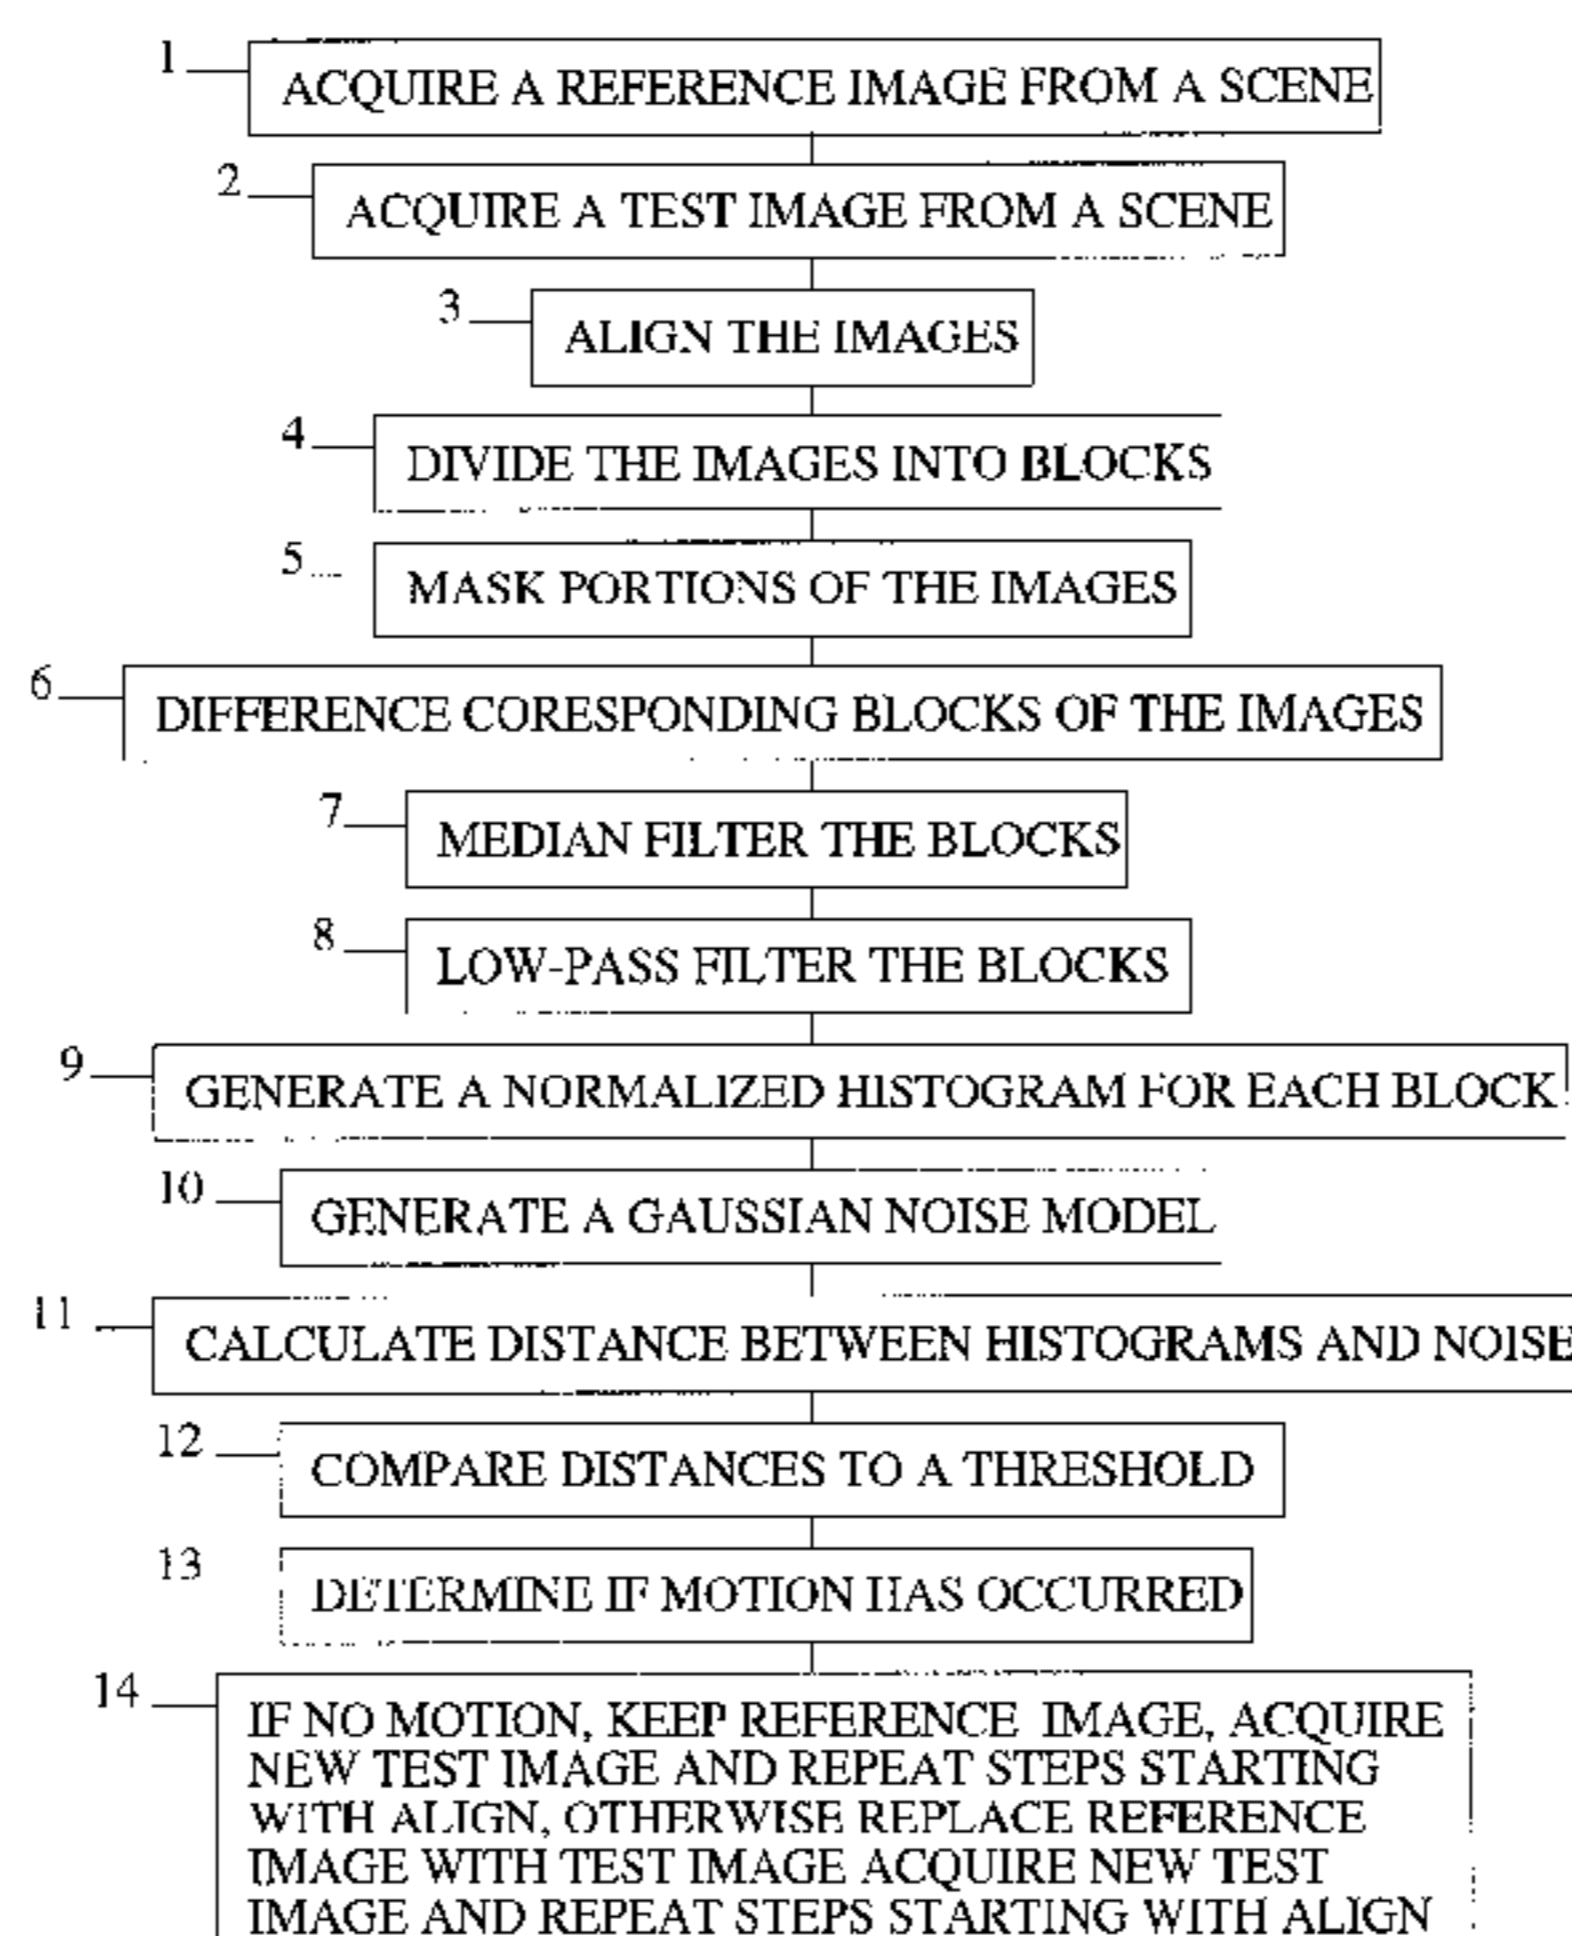 1 ACQUIRE A REFERENCE IMAGE FROM A SCENE
2 ACQUIRE A TEST IMAGE FROM A SCENE
3 ALIGN THE IMAGES
4 DIVIDE THE IMAGES INTO BLOCKS
5 MASK PORTIONS OF THE IMAGES
6 DIFFERENCE CORESPONDING BLOCKS OF THE IMAGES
7 MEDIAN FILTER THE BLOCKS
8 LOW-PASS FILTER THE BLOCKS
9 GENERATE A NORMALIZED HISTOGRAM FOR EACH BLOCK
10 GENERATE A GAUSSIAN NOISE MODEL
11 CALCULATE DISTANCE BETWEEN HISTOGRAMS AND NOISE
12 COMPARE DISTANCES TO A THRESHOLD
13 DETERMINE IF MOTION HAS OCCURRED
14 IF NO MOTION, KEEP REFERENCE IMAGE, ACQUIRE
NEW TEST IMAGE AND REPEAT STEPS STARTING
WITH ALIGN, OTHERWISE REPLACE REFERENCE
IMAGE WITH TEST IMAGE ACQUIRE NEW TEST
IMAGE AND REPEAT STEPS STARTING WITH ALIGN